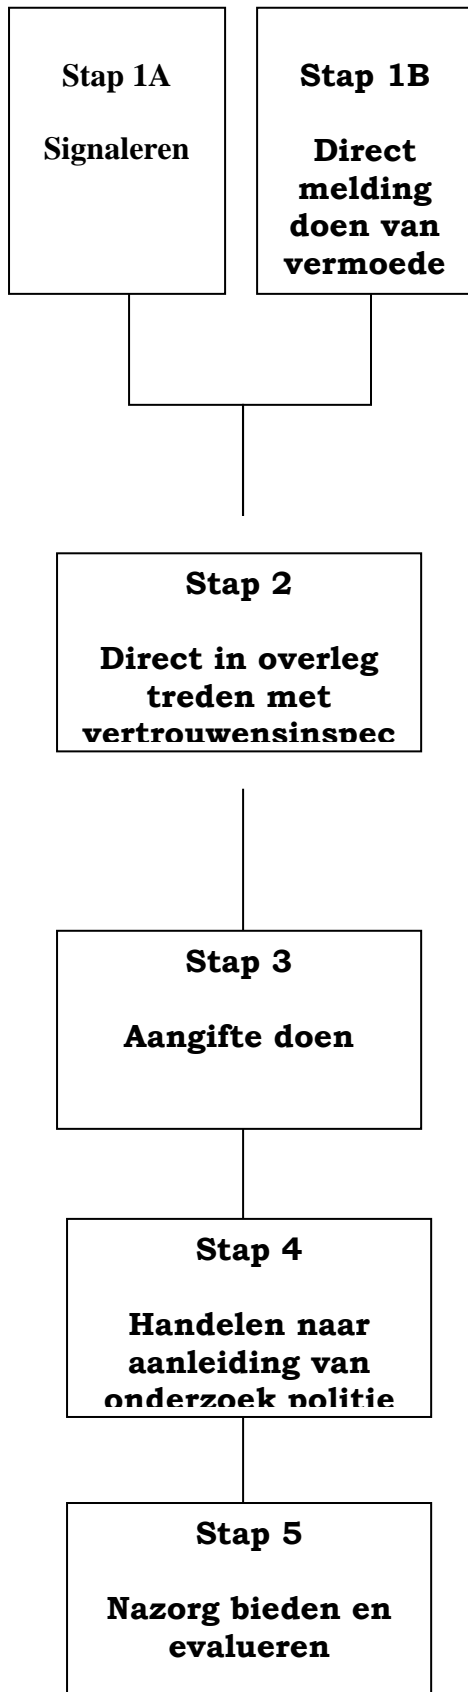 Stap 1A
Signaleren
Stap 1B
Direct
melding
doen van
vermoede
Stap 2
Direct in overleg
treden met
vertrouwensinspec
Stap 3
Aangifte doen
Stap 4
Handelen naar
aanleiding van
onderzoek politie
Stap 5
Nazorg bieden en
evalueren